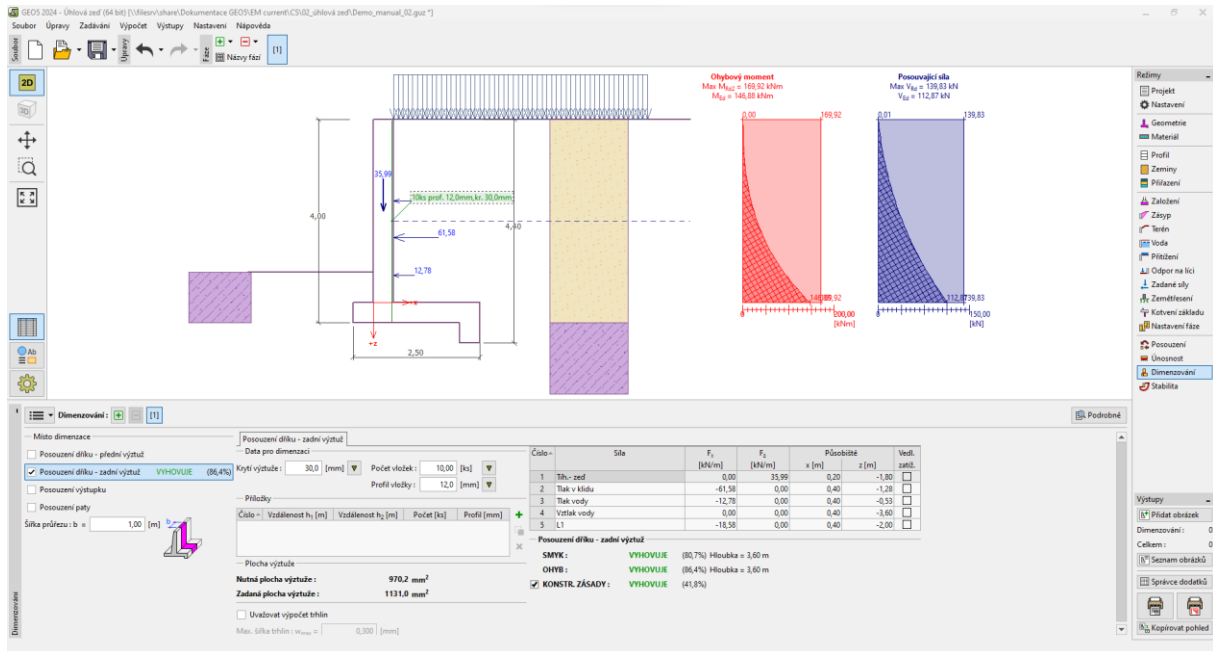 GEO5 2024 - Úhlová zeď (64 bit) [\\filesrv\share\Dokumentace GEO5\EM current\CS\02_úhlová zeď\Demo_manual_02.guz *]
Soubor Úpravy Zadávání Výpočet Výstupy Nastavení Nápověda
Soubor
Úpravy
Fáze
Názvy fází
[1]
2D
3D
Ab
35,99
10ks prof. 12,0mm, kr. 30,0mm
4,00
4,40
61,58
12,78
+x
+z
2,50
Ohybový moment
Max MRd2 = 169,92 kNm
MEd = 146,88 kNm
0,00 169,92
0 200,00
[kNm]
Posouvající síla
Max VRd = 139,83 kN
VEd = 112,87 kN
0,01 139,83
0 150,00
[kN]
Režimy
Projekt
Nastavení
Geometrie
Materiál
Profil
Zeminy
Přiřazení
Založení
Zásyp
Terén
Voda
Přitížení
Odpor na líci
Zadané síly
Zemětřesení
Kotvení základu
Nastavení fáze
Posouzení
Únosnost
Dimenzování
Stabilita
Dimenzování : [1]
Podrobně
Místo dimenzace
Posouzení dříku - přední výztuž
Posouzení dříku - zadní výztuž VYHOVUJE (86,4%)
Posouzení výstupku
Posouzení paty
Šířka průřezu : b = 1,00 [m]
b
Posouzení dříku - zadní výztuž
Data pro dimenzaci
Krytí výztuže : 30,0 [mm] Počet vložek : 10,00 [ks]
Profil vložky : 12,0 [mm]
Příložky
Číslo Vzdálenost h1 [m] Vzdálenost h2 [m] Počet [ks] Profil [mm]
Plocha výztuže
Nutná plocha výztuže : 970,2 mm²
Zadaná plocha výztuže : 1131,0 mm²
Uvažovat výpočet trhlin
Max. šířka trhlin : wmax = 0,300 [mm]
Číslo Síla Fx Fz Působiště Vedl.
[kN/m] [kN/m] x [m] z [m] zatíž.
1 Tíh.- zeď 0,00 35,99 0,20 -1,80
2 Tlak v klidu -61,58 0,00 0,40 -1,28
3 Tlak vody -12,78 0,00 0,40 -0,53
4 Vztlak vody 0,00 0,00 0,40 -3,60
5 L1 -18,58 0,00 0,40 -2,00
Posouzení dříku - zadní výztuž
SMYK : VYHOVUJE (80,7%) Hloubka = 3,60 m
OHYB : VYHOVUJE (86,4%) Hloubka = 3,60 m
KONSTR. ZÁSADY : VYHOVUJE (41,8%)
Výstupy
Přidat obrázek
Dimenzování : 0
Celkem : 0
Seznam obrázků
Správce dodatků
Kopírovat pohled
Dimenzování